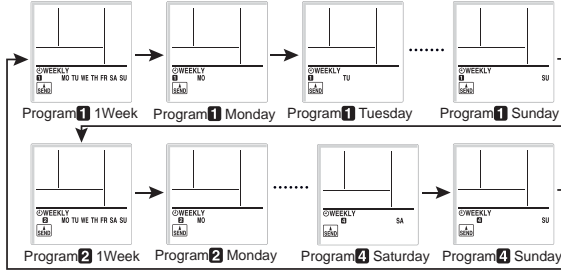 WEEKLY
1 MO TU WE TH FR SA SU
SEND
Program 1 1Week
WEEKLY
1 MO
SEND
Program 1 Monday
WEEKLY
1 TU
SEND
Program 1 Tuesday
WEEKLY
1 SU
SEND
Program 1 Sunday
WEEKLY
2 MO TU WE TH FR SA SU
SEND
Program 2 1Week
WEEKLY
2 MO
SEND
Program 2 Monday
WEEKLY
4 SA
SEND
Program 4 Saturday
WEEKLY
4 SU
SEND
Program 4 Sunday